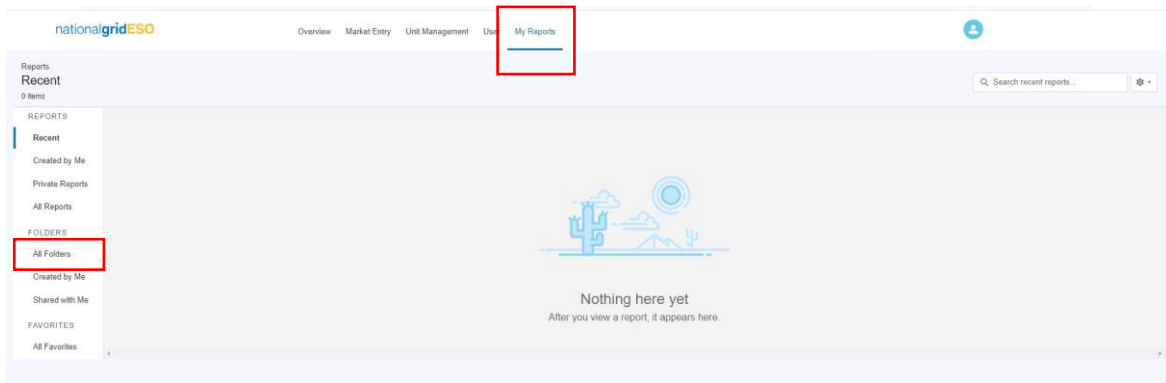 nationalgridESO
Overview Market Entry Unit Management User My Reports
Reports
Recent
0 items
Search recent reports...
REPORTS
Recent
Created by Me
Private Reports
All Reports
FOLDERS
All Folders
Created by Me
Shared with Me
FAVORITES
All Favorites
Nothing here yet
After you view a report, it appears here.